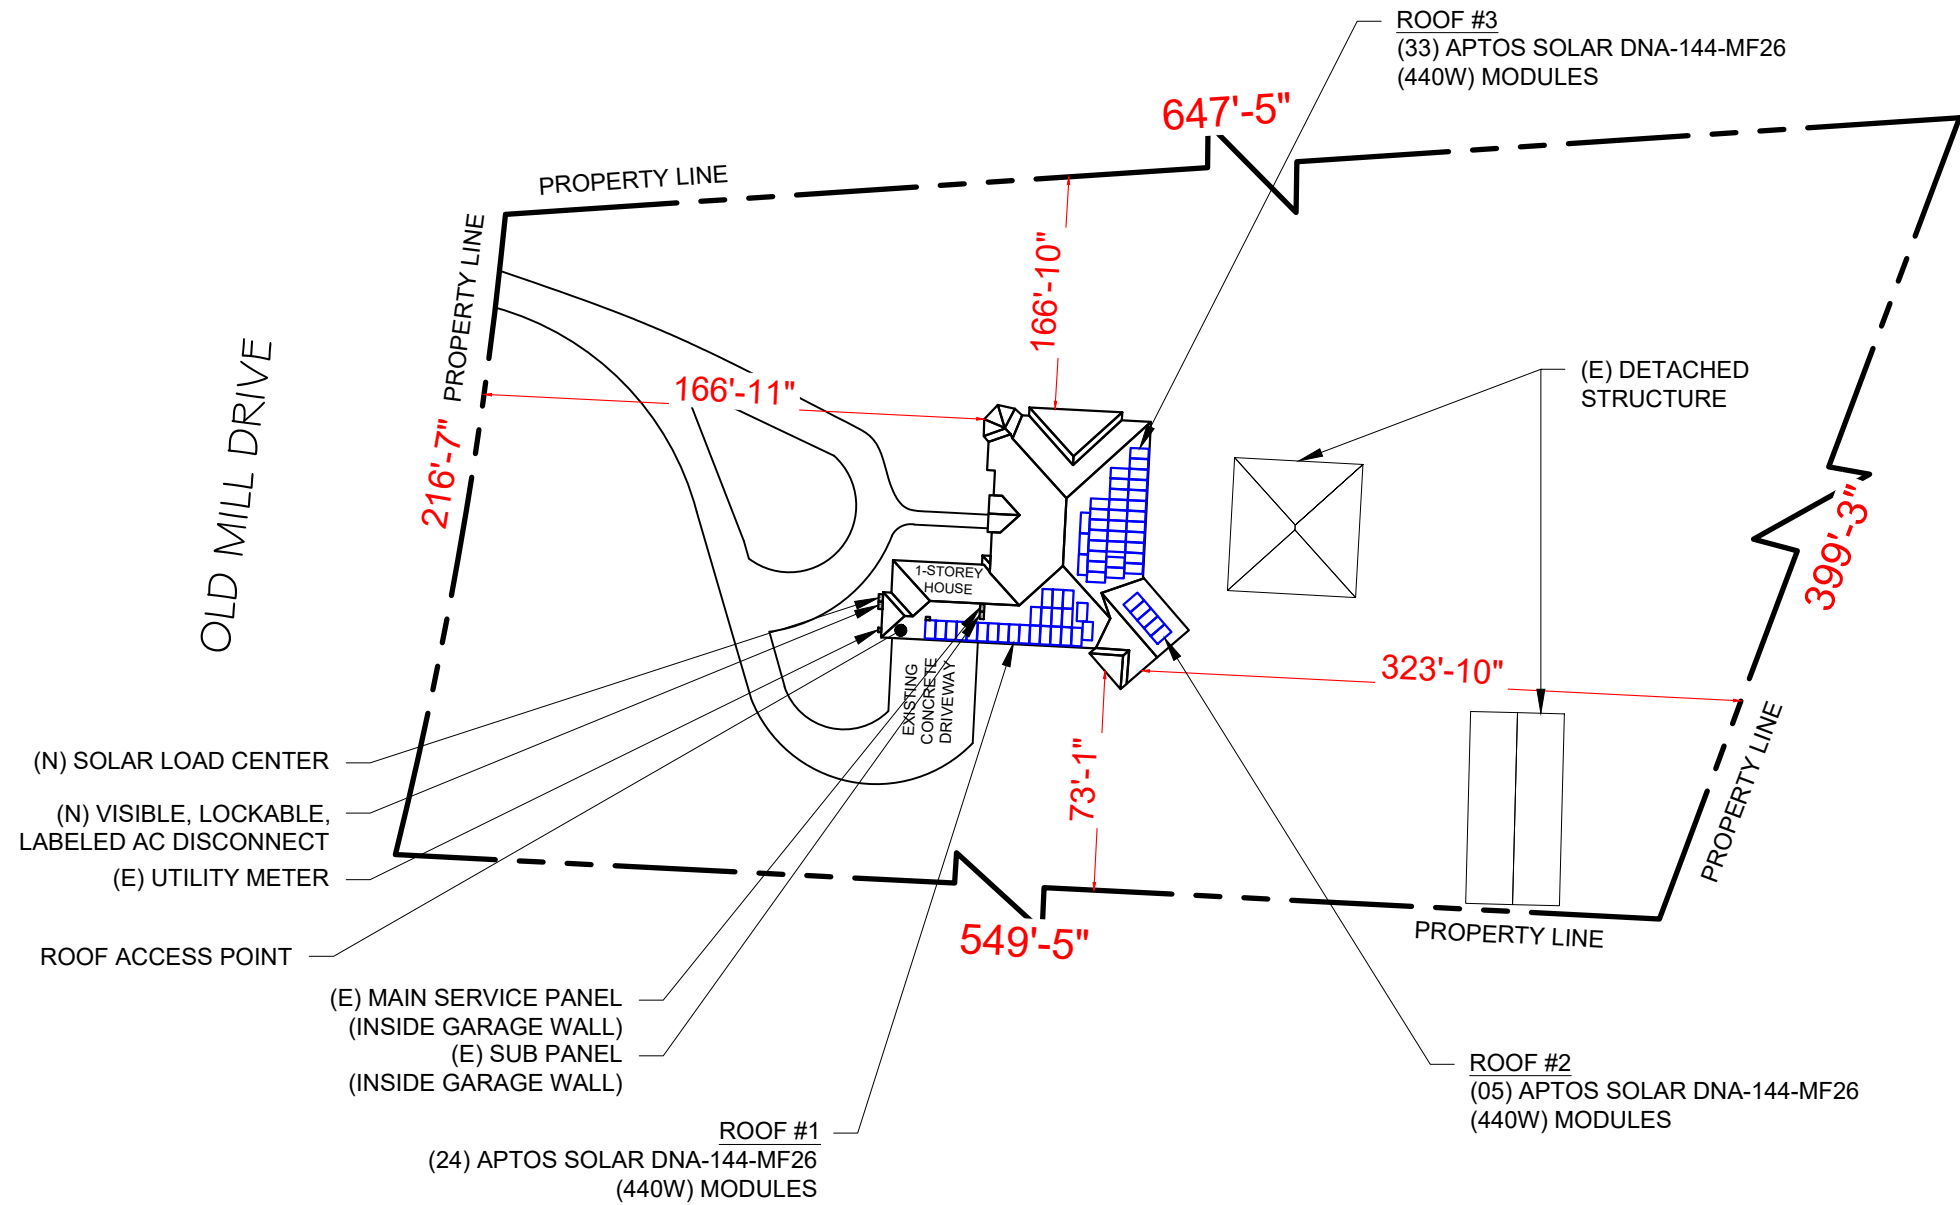 ROOF #3
(33) APTOS SOLAR DNA-144-MF26
(440W) MODULES
647'-5"
PROPERTY LINE
PROPERTY LINE
166'-10"
OLD MILL DRIVE
166'-11"
216'-7"
(E) DETACHED
STRUCTURE
399'-3"
1-STOREY
HOUSE
323'-10"
EXISTING
CONCRETE
DRIVEWAY
73'-1"
PROPERTY LINE
(N) SOLAR LOAD CENTER
(N) VISIBLE, LOCKABLE,
LABELED AC DISCONNECT
(E) UTILITY METER
ROOF ACCESS POINT
549'-5"
PROPERTY LINE
(E) MAIN SERVICE PANEL
(INSIDE GARAGE WALL)
(E) SUB PANEL
(INSIDE GARAGE WALL)
ROOF #2
(05) APTOS SOLAR DNA-144-MF26
(440W) MODULES
ROOF #1
(24) APTOS SOLAR DNA-144-MF26
(440W) MODULES